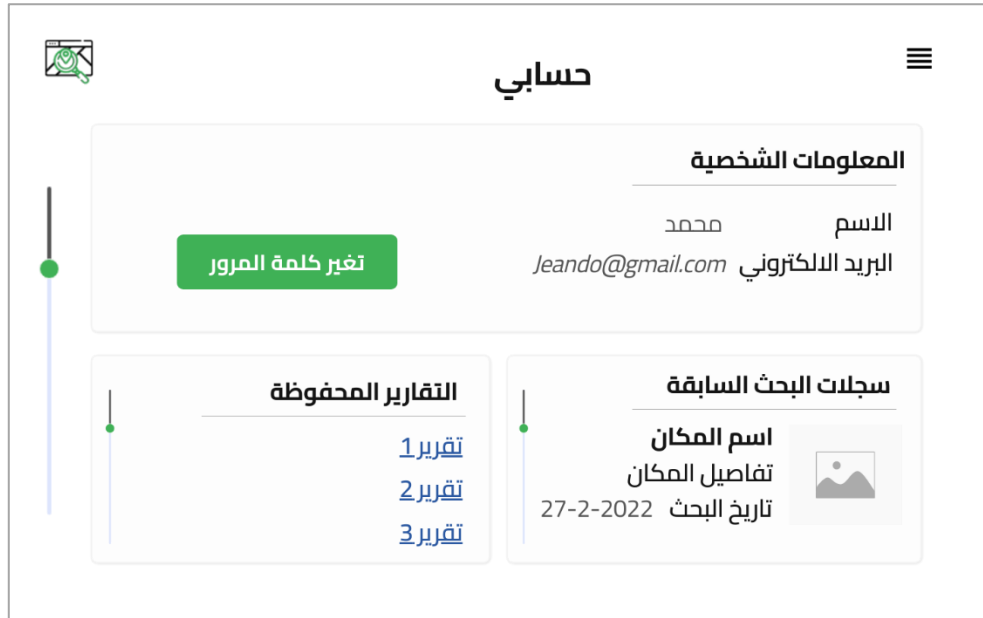 حسابي
المعلومات الشخصية
الاسم محمد
البريد الالكتروني Jeando@gmail.com
تغير كلمة المرور
سجلات البحث السابقة
اسم المكان
تفاصيل المكان
تاريخ البحث 27-2-2022
التقارير المحفوظة
تقرير 1
تقرير 2
تقرير 3